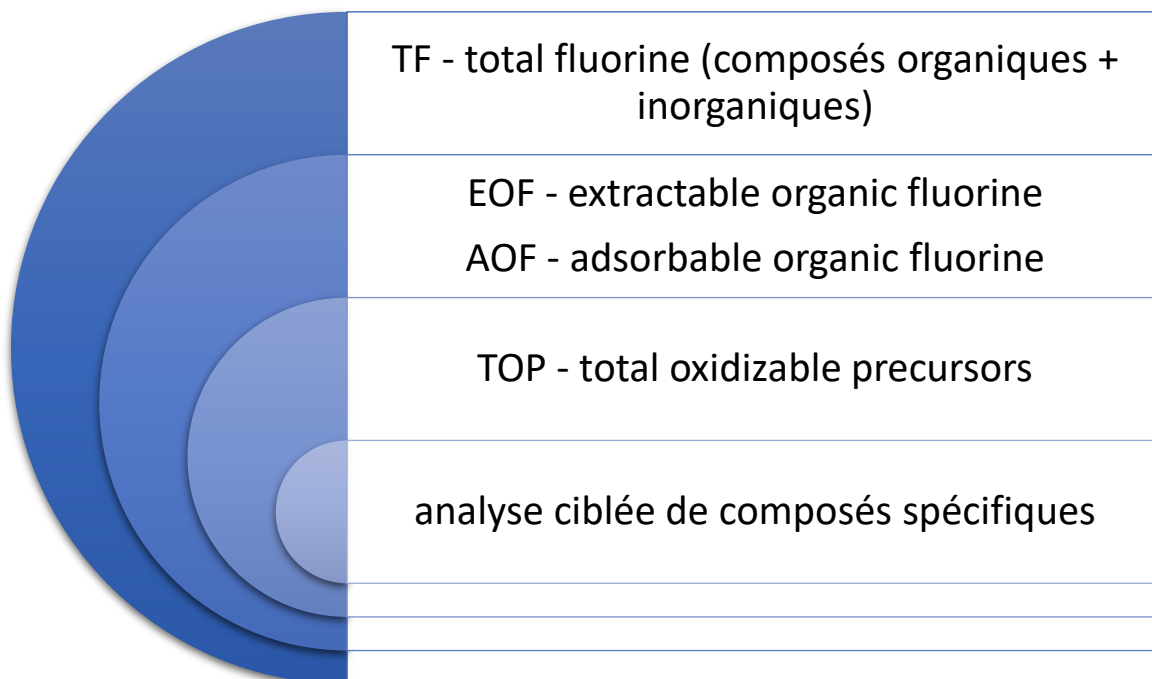 TF - total fluorine (composés organiques +
inorganiques)
EOF - extractable organic fluorine
AOF - adsorbable organic fluorine
TOP - total oxidizable precursors
analyse ciblée de composés spécifiques